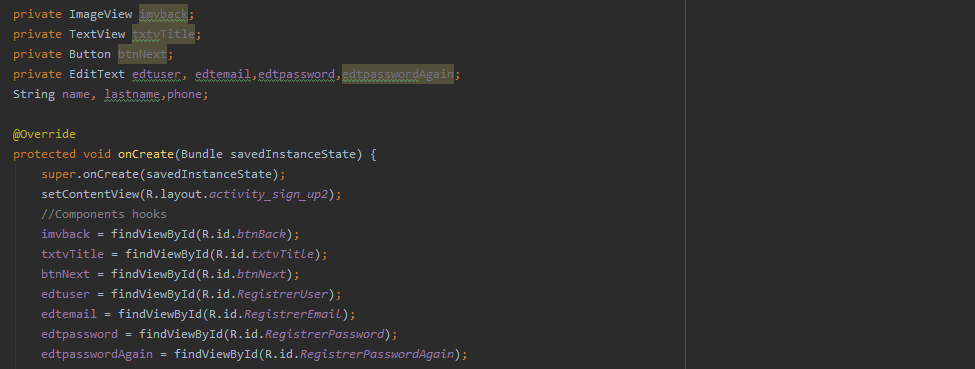 private ImageView imvback;
private TextView txtvTitle;
private Button btnNext;
private EditText edtuser, edtemail,edtpassword,edtpasswordAgain;
String name, lastname,phone;
@Override
protected void onCreate(Bundle savedInstanceState) {
super.onCreate(savedInstanceState);
setContentView(R.layout.activity_sign_up2);
//Components hooks
imvback = findViewById(R.id.btnBack);
txtvTitle = findViewById(R.id.txtvTitle);
btnNext = findViewById(R.id.btnNext);
edtuser = findViewById(R.id.RegistrerUser);
edtemail = findViewById(R.id.RegistrerEmail);
edtpassword = findViewById(R.id.RegistrerPassword);
edtpasswordAgain = findViewById(R.id.RegistrerPasswordAgain);